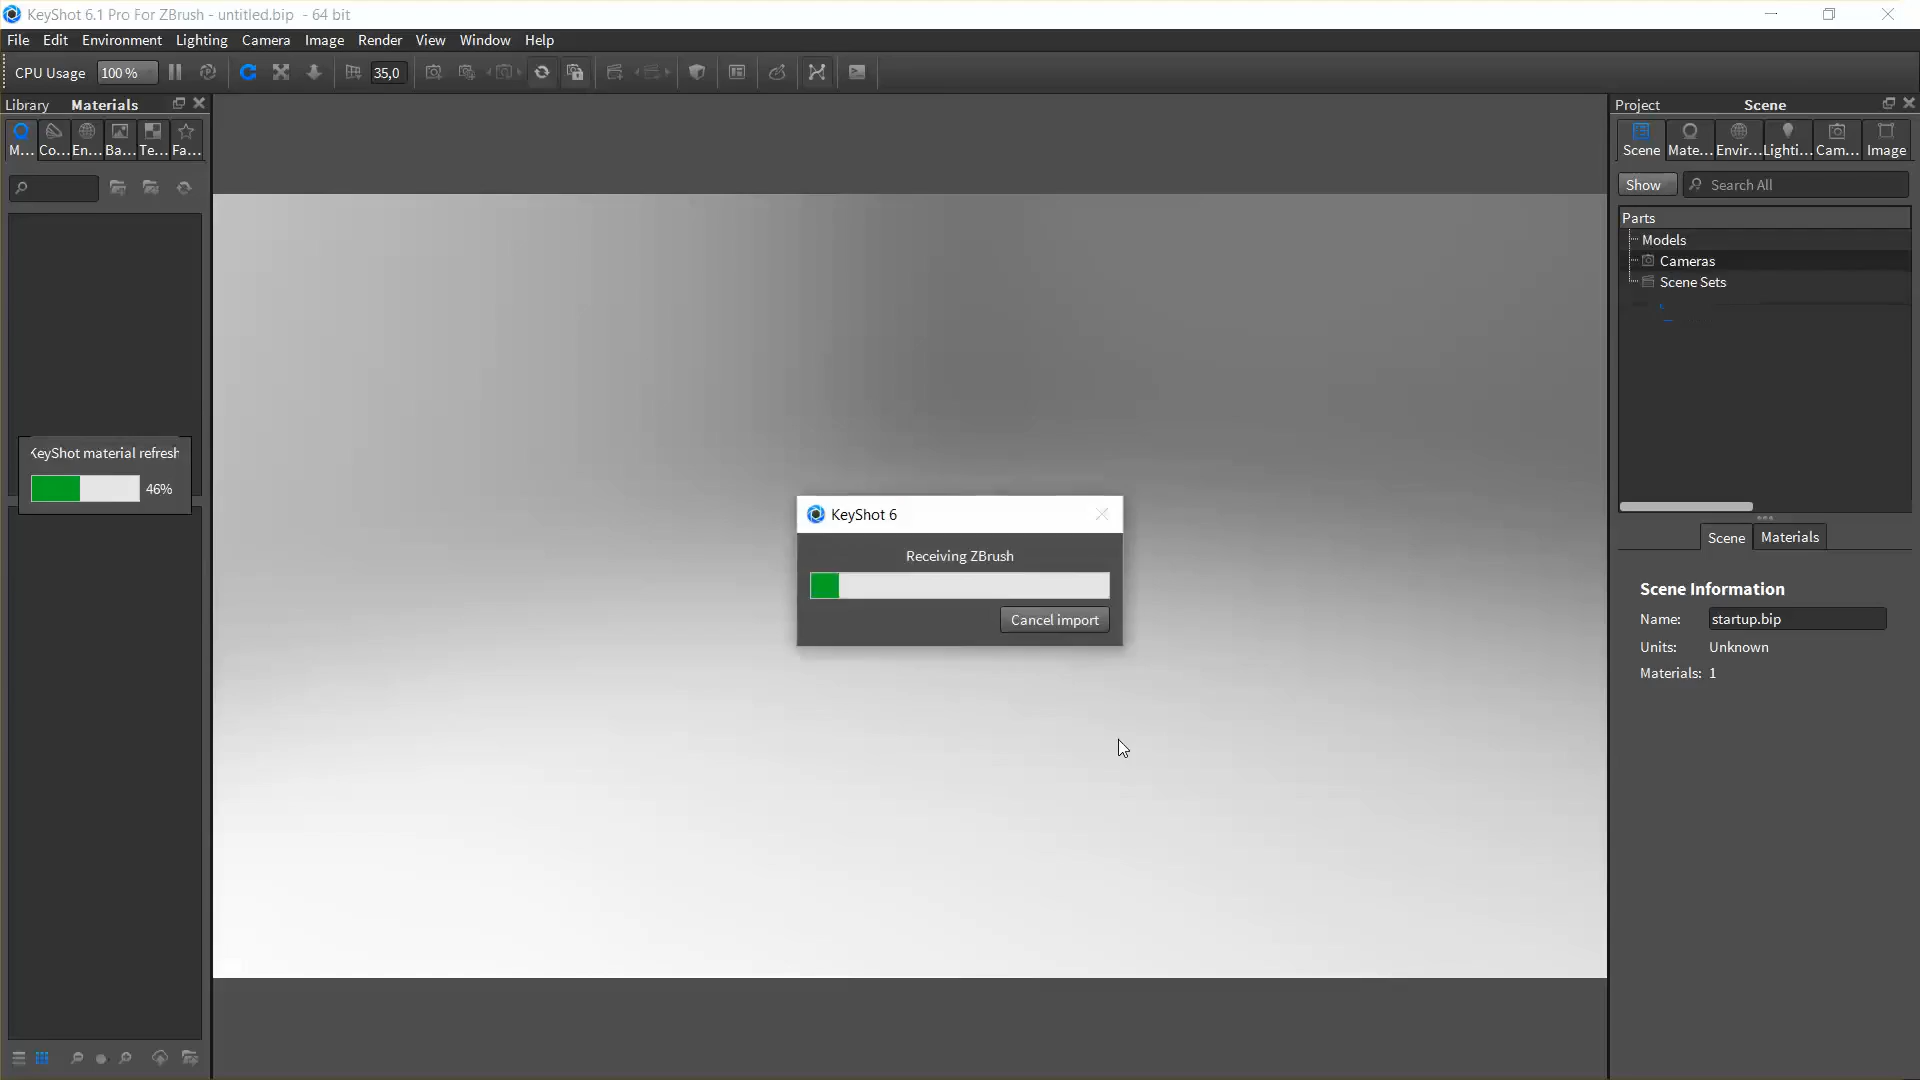 KeyShot 6.1 Pro For ZBrush - untitled.bip - 64 bit
File Edit Environment Lighting Camera Image Render View Window Help
CPU Usage 100 % 35,0
Library Materials
M... Co... En... Ba... Te... Fa...
KeyShot material refresh
46%
KeyShot 6
Receiving ZBrush
Cancel import
Project Scene
Scene Mate... Envir... Lighti... Cam... Image
Show Search All
Parts
Models
Cameras
Scene Sets
Scene Materials
Scene Information
Name: startup.bip
Units: Unknown
Materials: 1